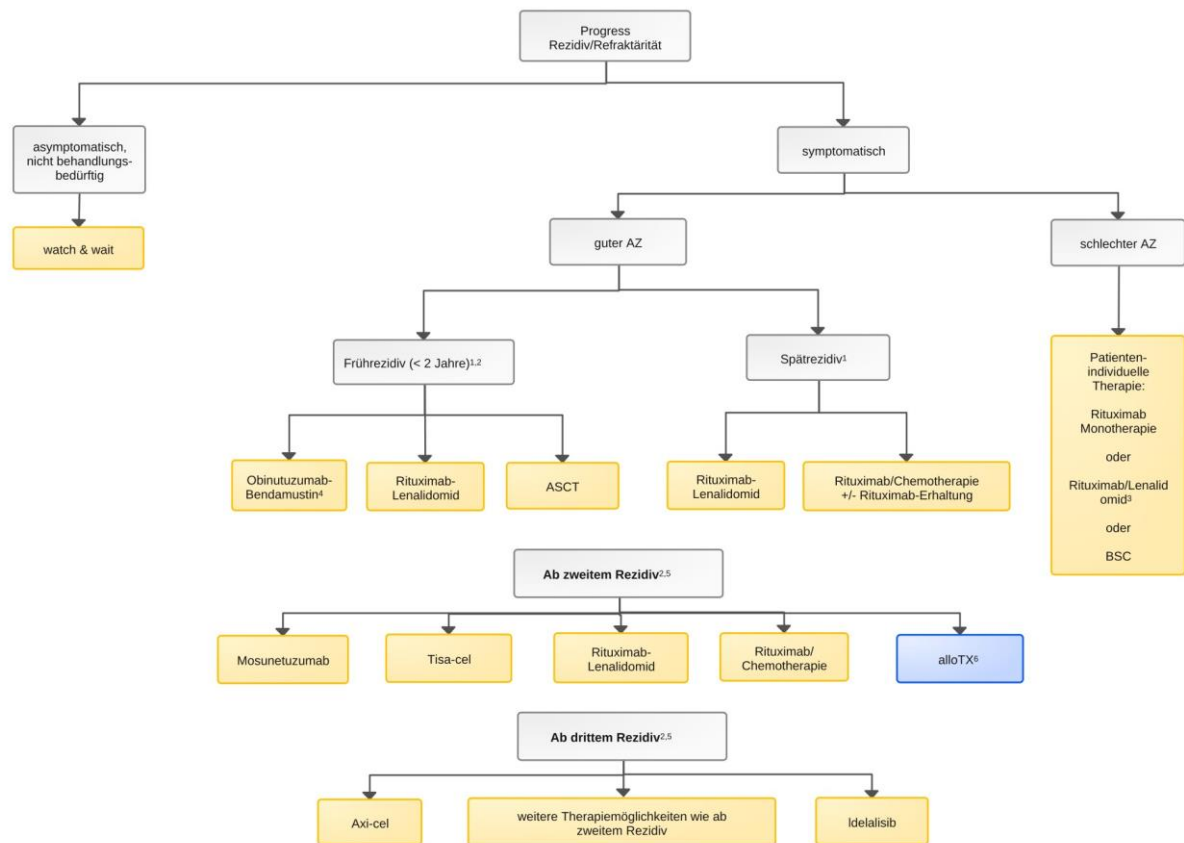 Progress
Rezidiv/Refraktärität
asymptomatisch,
nicht behandlungs-
bedürftig
symptomatisch
watch & wait
guter AZ
schlechter AZ
Frührezidiv (< 2 Jahre)¹,²
Spätrezidiv¹
Patienten-
individuelle
Therapie:
Rituximab
Monotherapie
oder
Rituximab/Lenalid
omid³
oder
BSC
Obinutuzumab-
Bendamustin⁴
Rituximab-
Lenalidomid
ASCT
Rituximab-
Lenalidomid
Rituximab/Chemotherapie
+/- Rituximab-Erhaltung
Ab zweitem Rezidiv²,⁵
Mosunetuzumab
Tisa-cel
Rituximab-
Lenalidomid
Rituximab/
Chemotherapie
alloTX⁶
Ab drittem Rezidiv²,⁵
Axi-cel
weitere Therapiemöglichkeiten wie ab
zweitem Rezidiv
Idelalisib